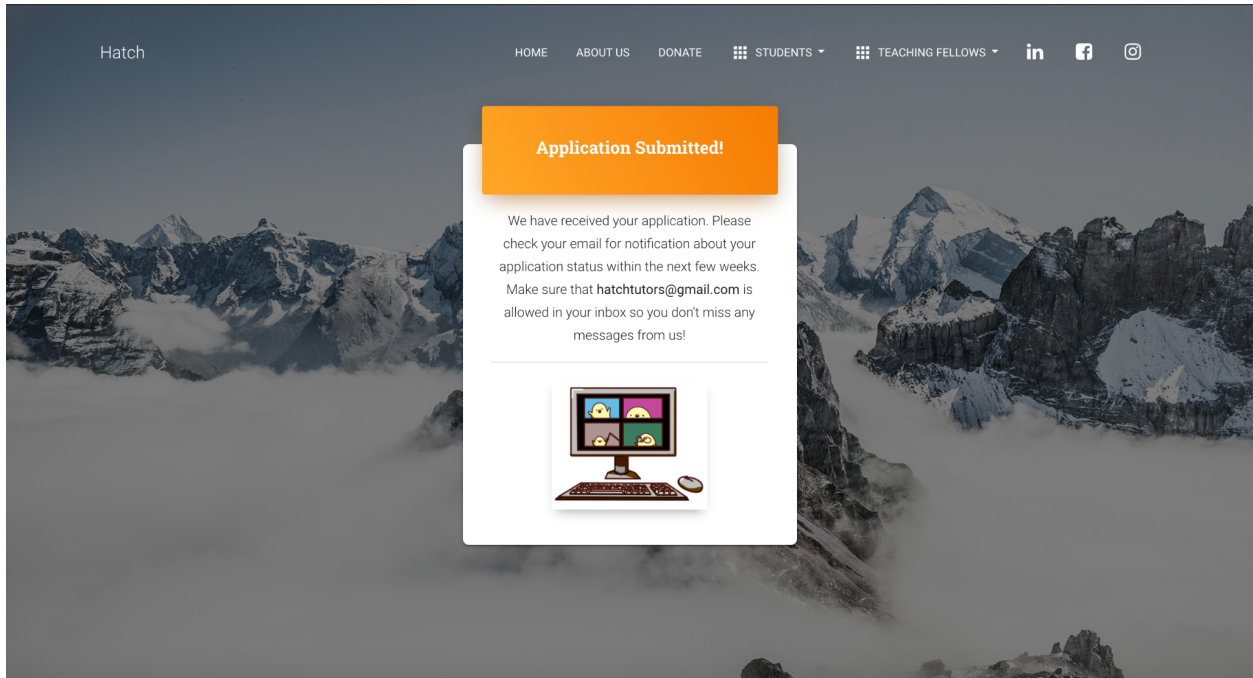 Hatch
HOME ABOUT US DONATE STUDENTS TEACHING FELLOWS in f
Application Submitted!
We have received your application. Please
check your email for notification about your
application status within the next few weeks.
Make sure that hatchtutors@gmail.com is
allowed in your inbox so you don't miss any
messages from us!